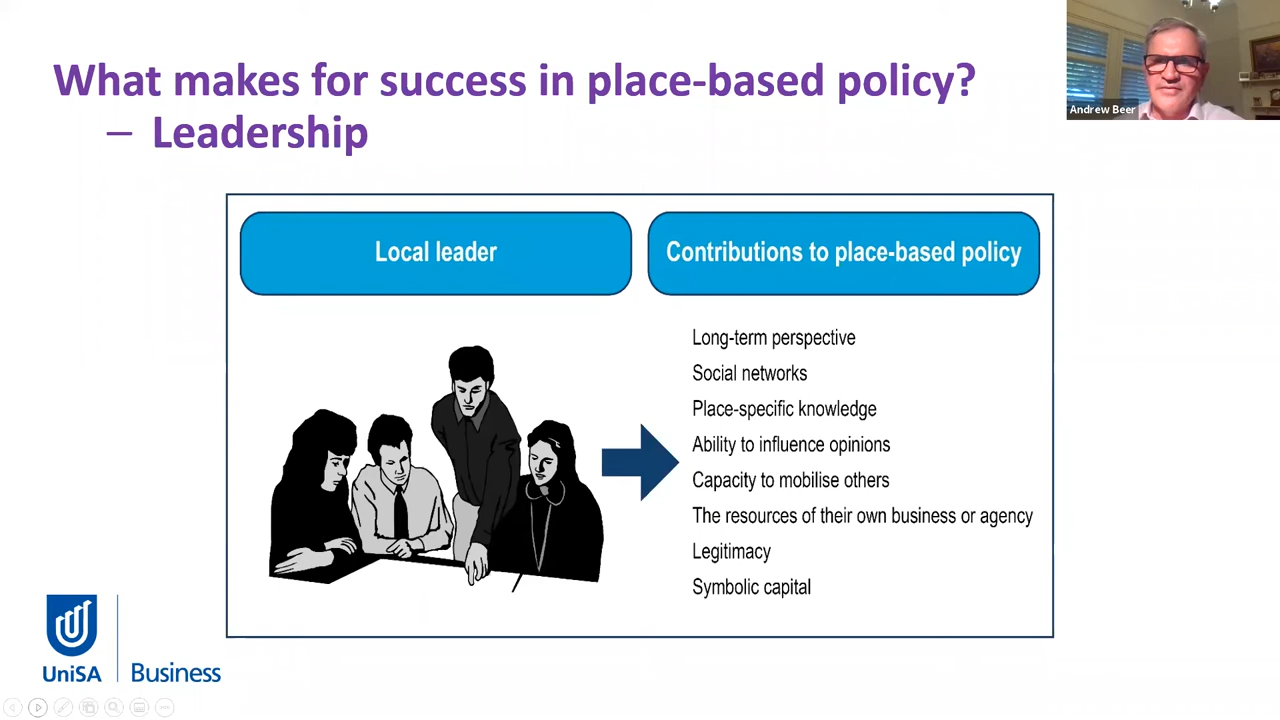 What makes for success in place-based policy?
– Leadership
Andrew Beer
Local leader
Contributions to place-based policy
Long-term perspective
Social networks
Place-specific knowledge
Ability to influence opinions
Capacity to mobilise others
The resources of their own business or agency
Legitimacy
Symbolic capital
UniSA
Business